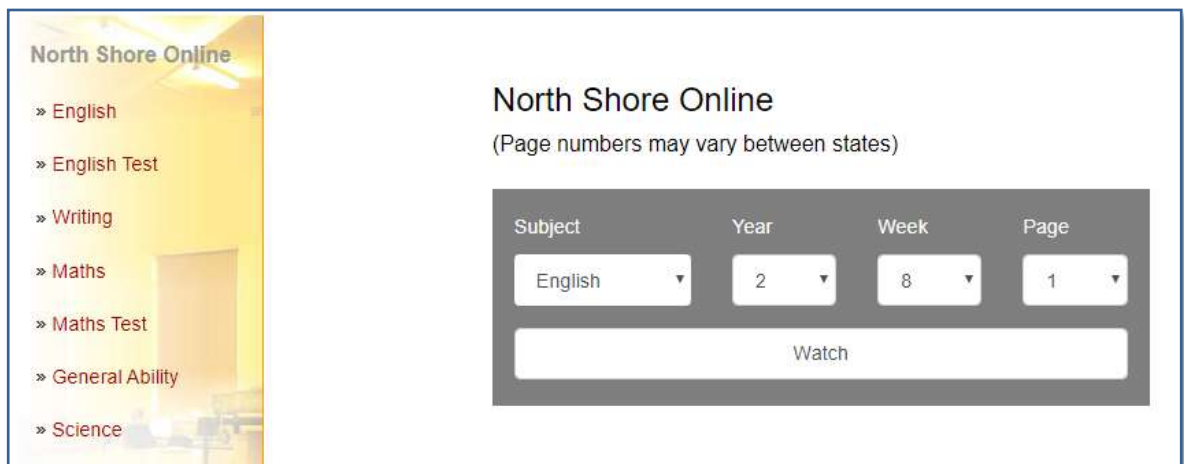 North Shore Online
» English
» English Test
» Writing
» Maths
» Maths Test
» General Ability
» Science
North Shore Online
(Page numbers may vary between states)
Subject Year Week Page
English 2 8 1
Watch